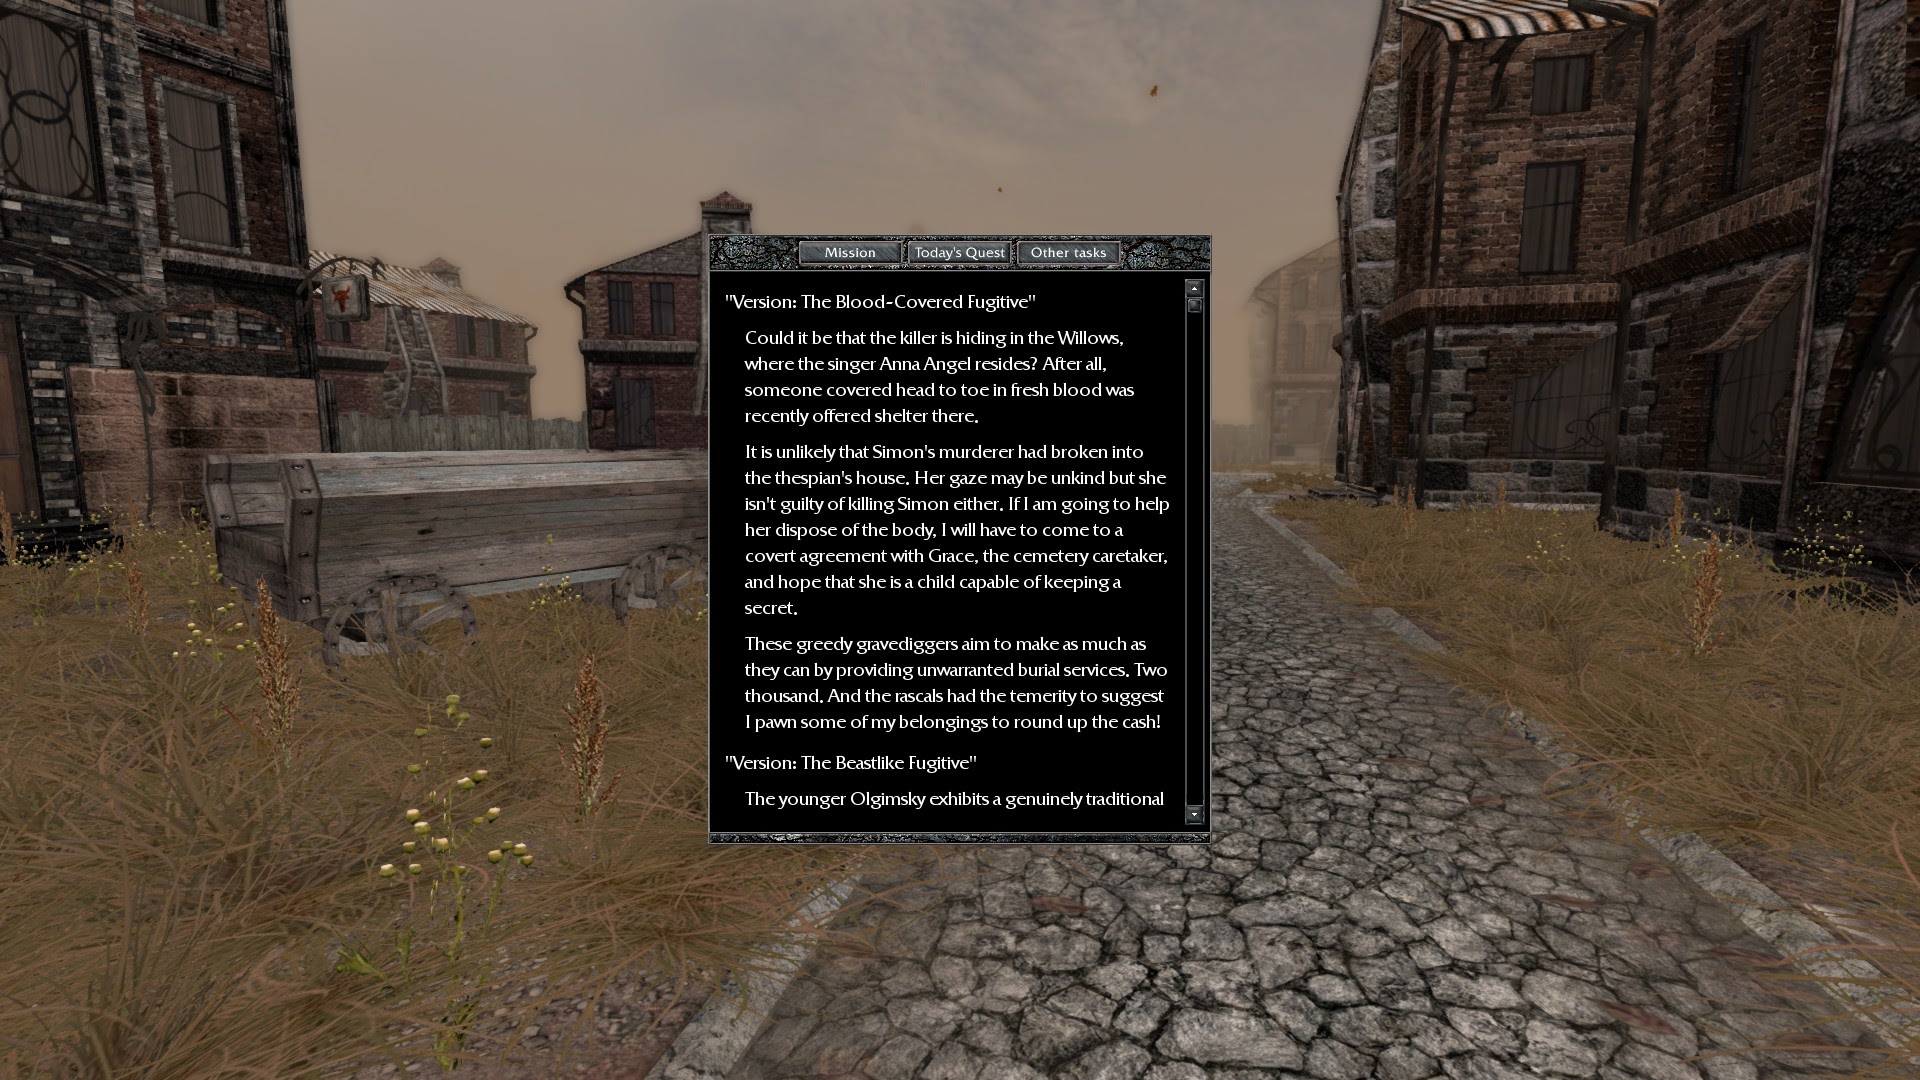 Mission
Today's Quest
Other tasks
"Version: The Blood-Covered Fugitive"
Could it be that the killer is hiding in the Willows,
where the singer Anna Angel resides? After all,
someone covered head to toe in fresh blood was
recently offered shelter there.
It is unlikely that Simon's murderer had broken into
the thespian's house. Her gaze may be unkind but she
isn't guilty of killing Simon either. If I am going to help
her dispose of the body, I will have to come to a
covert agreement with Grace, the cemetery caretaker,
and hope that she is a child capable of keeping a
secret.
These greedy gravediggers aim to make as much as
they can by providing unwarranted burial services. Two
thousand. And the rascals had the temerity to suggest
I pawn some of my belongings to round up the cash!
"Version: The Beastlike Fugitive"
The younger Olgimsky exhibits a genuinely traditional